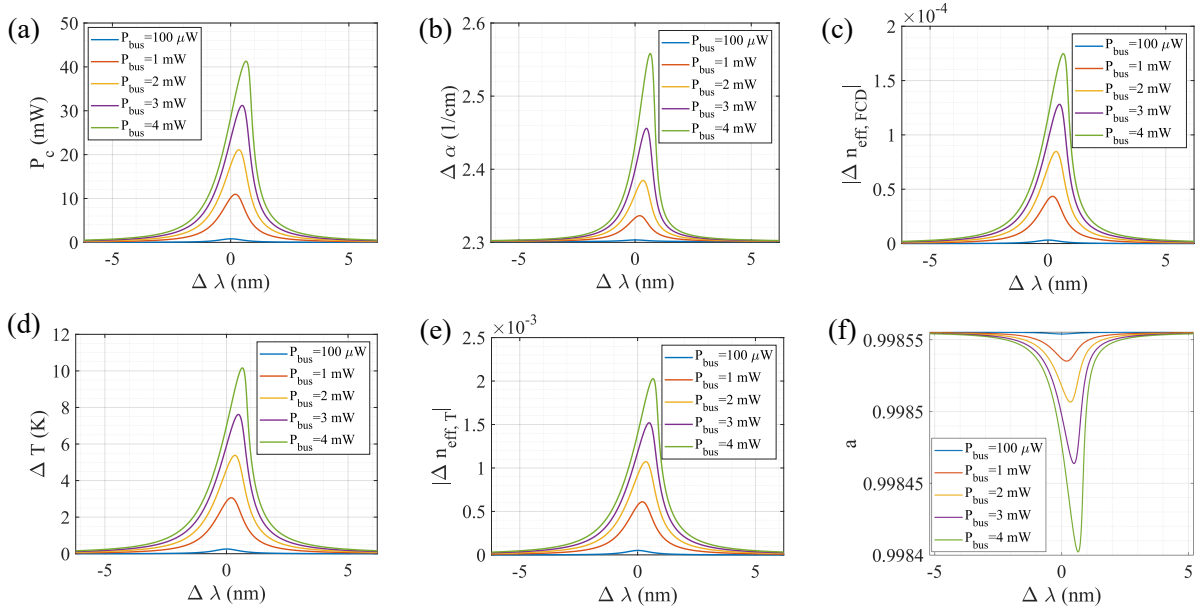 (a)
P_c (mW)
50
40
30
20
10
0
-5
0
5
Δ λ (nm)
P_bus=100 μW
P_bus=1 mW
P_bus=2 mW
P_bus=3 mW
P_bus=4 mW
(b)
Δ α (1/cm)
2.6
2.5
2.4
2.3
-5
0
5
Δ λ (nm)
P_bus=100 μW
P_bus=1 mW
P_bus=2 mW
P_bus=3 mW
P_bus=4 mW
(c)
|Δ n_eff, FCD|
×10^-4
2
1.5
1
0.5
0
-5
0
5
Δ λ (nm)
P_bus=100 μW
P_bus=1 mW
P_bus=2 mW
P_bus=3 mW
P_bus=4 mW
(d)
Δ T (K)
12
10
8
6
4
2
0
-5
0
5
Δ λ (nm)
P_bus=100 μW
P_bus=1 mW
P_bus=2 mW
P_bus=3 mW
P_bus=4 mW
(e)
|Δ n_eff, T|
×10^-3
2.5
2
1.5
1
0.5
0
-5
0
5
Δ λ (nm)
P_bus=100 μW
P_bus=1 mW
P_bus=2 mW
P_bus=3 mW
P_bus=4 mW
(f)
a
0.99855
0.9985
0.99845
0.9984
-5
0
5
Δ λ (nm)
P_bus=100 μW
P_bus=1 mW
P_bus=2 mW
P_bus=3 mW
P_bus=4 mW